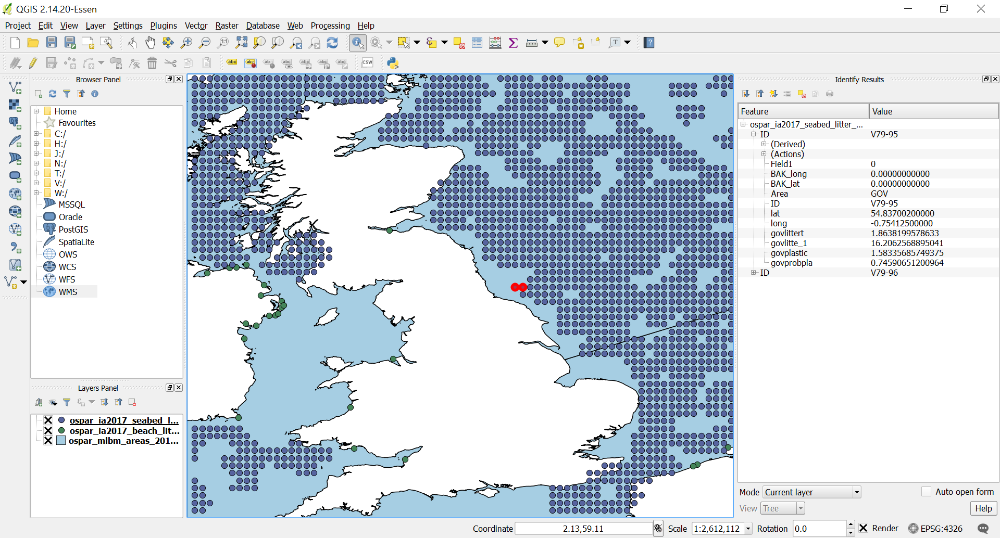 QGIS 2.14.20-Essen
Project Edit View Layer Settings Plugins Vector Raster Database Web Processing Help
abc
CSW
Browser Panel
Home
Favourites
C:/
H:/
J:/
N:/
T:/
V:/
W:/
MSSQL
Oracle
PostGIS
SpatiaLite
OWS
WCS
WFS
WMS
Layers Panel
ospar_ia2017_seabed_l...
ospar_ia2017_beach_lit...
ospar_mlbm_areas_201...
Identify Results
Feature Value
ospar_ia2017_seabed_litter_...
ID V79-95
(Derived)
(Actions)
Field1 0
BAK_long 0.00000000000
BAK_lat 0.00000000000
Area GOV
ID V79-95
lat 54.83700200000
long -0.75412500000
govlittert 1.8638199578633
govlitte_1 16.2062568895041
govplastic 1.58335685749375
govprobpla 0.74590651200964
ID V79-96
Mode Current layer Auto open form
View Tree Help
Coordinate 2.13,59.11 Scale 1:2,612,112 Rotation 0.0 Render EPSG:4326